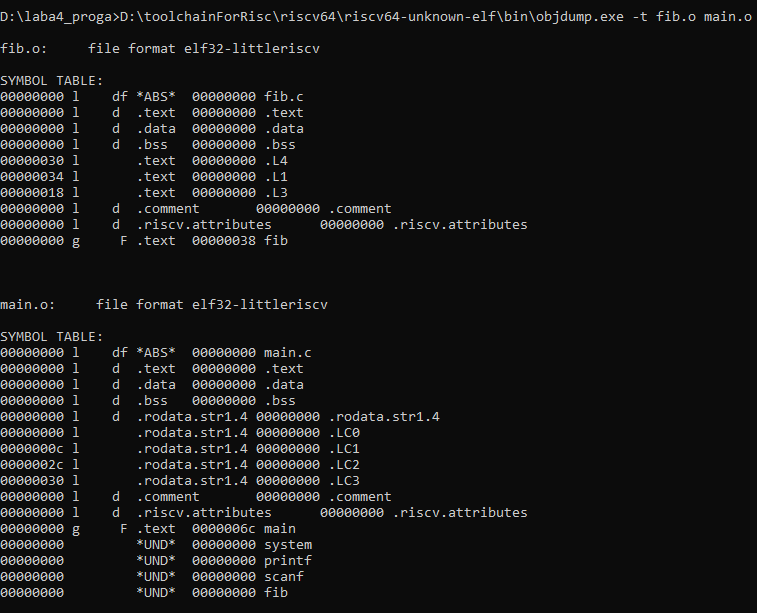 D:\laba4_proga>D:\toolchainForRisc\riscv64\riscv64-unknown-elf\bin\objdump.exe -t fib.o main.o

fib.o:     file format elf32-littleriscv

SYMBOL TABLE:
00000000 l    df *ABS*  00000000 fib.c
00000000 l    d  .text  00000000 .text
00000000 l    d  .data  00000000 .data
00000000 l    d  .bss   00000000 .bss
00000030 l       .text  00000000 .L4
00000034 l       .text  00000000 .L1
00000018 l       .text  00000000 .L3
00000000 l    d  .comment       00000000 .comment
00000000 l    d  .riscv.attributes      00000000 .riscv.attributes
00000000 g     F .text  00000038 fib

main.o:     file format elf32-littleriscv

SYMBOL TABLE:
00000000 l    df *ABS*  00000000 main.c
00000000 l    d  .text  00000000 .text
00000000 l    d  .data  00000000 .data
00000000 l    d  .bss   00000000 .bss
00000000 l    d  .rodata.str1.4 00000000 .rodata.str1.4
00000000 l       .rodata.str1.4 00000000 .LC0
0000000c l       .rodata.str1.4 00000000 .LC1
0000002c l       .rodata.str1.4 00000000 .LC2
00000030 l       .rodata.str1.4 00000000 .LC3
00000000 l    d  .comment       00000000 .comment
00000000 l    d  .riscv.attributes      00000000 .riscv.attributes
00000000 g     F .text  0000006c main
00000000         *UND*  00000000 system
00000000         *UND*  00000000 printf
00000000         *UND*  00000000 scanf
00000000         *UND*  00000000 fib